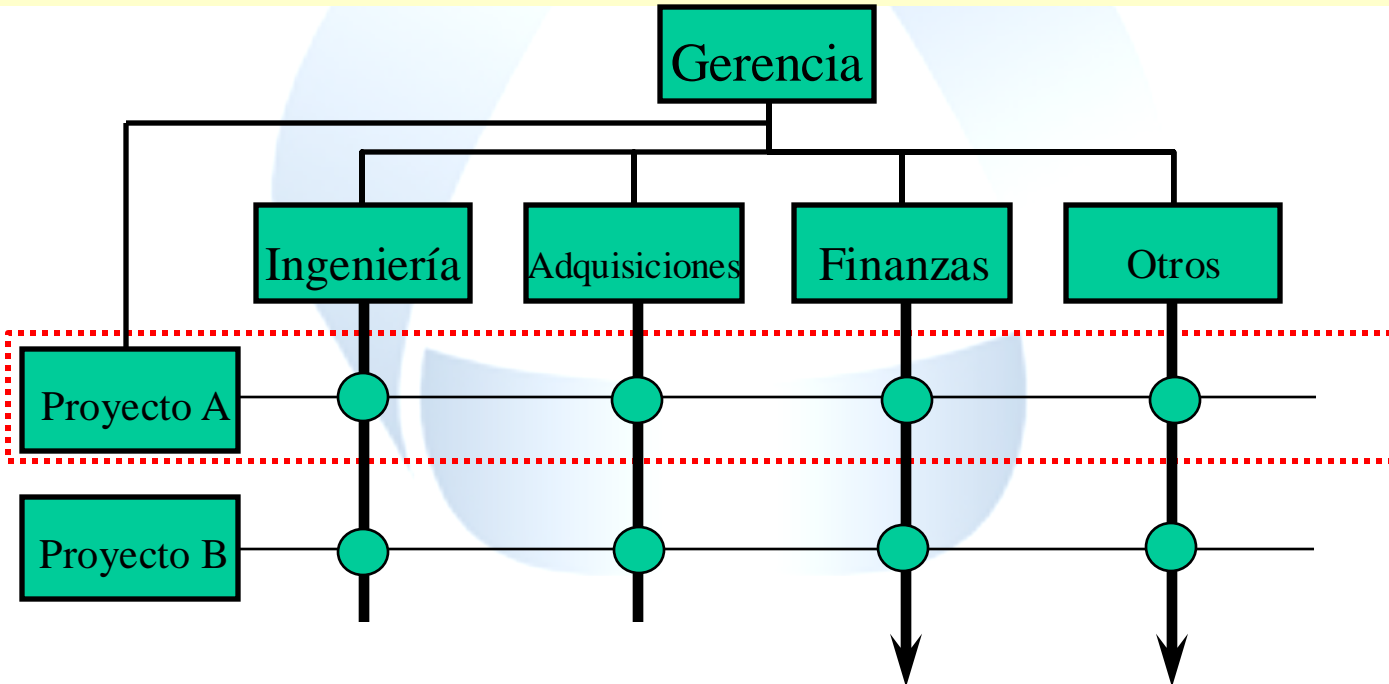 Gerencia
Ingeniería
Adquisiciones
Finanzas
Otros
Proyecto A
Proyecto B